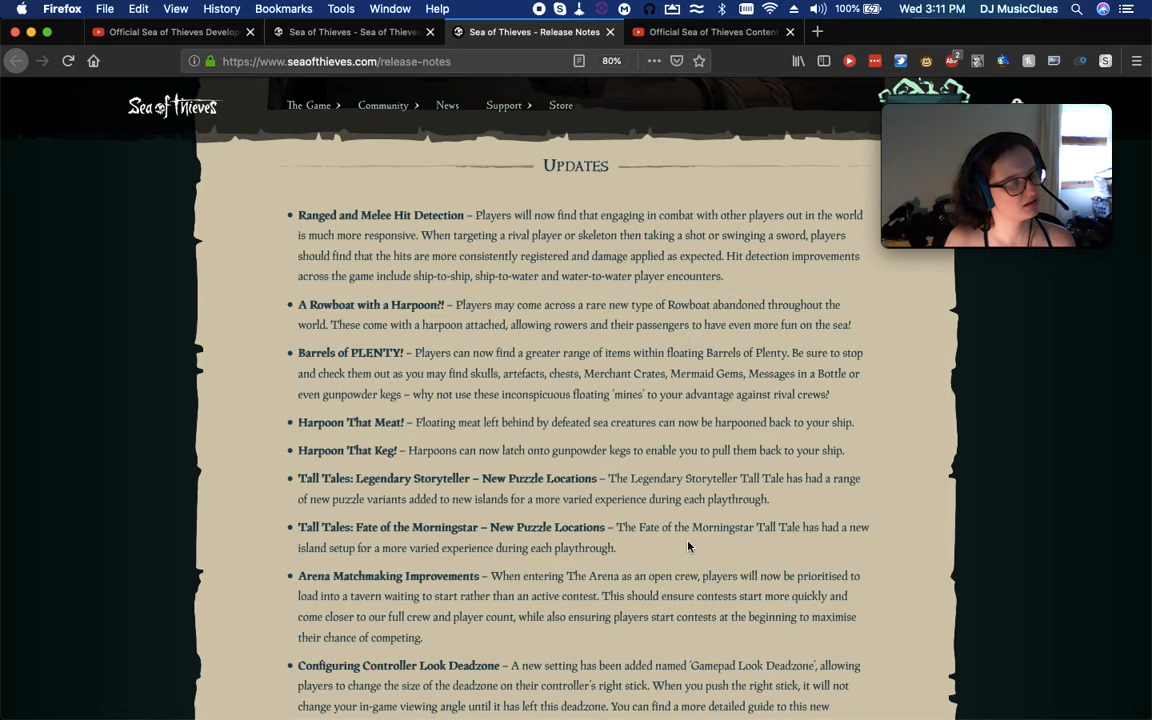 Firefox File Edit View History Bookmarks Tools Window Help 100% Wed 3:11 PM DJ MusicClues
Official Sea of Thieves Develop Sea of Thieves - Sea of Thieves: Sea of Thieves - Release Notes Official Sea of Thieves Content
https://www.seaofthieves.com/release-notes 80% 2 S
Sea of Thieves The Game Community News Support Store
Updates
Ranged and Melee Hit Detection – Players will now find that engaging in combat with other players out in the world
is much more responsive. When targeting a rival player or skeleton then taking a shot or swinging a sword, players
should find that the hits are more consistently registered and damage applied as expected. Hit detection improvements
across the game include ship-to-ship, ship-to-water and water-to-water player encounters.
A Rowboat with a Harpoon?! – Players may come across a rare new type of Rowboat abandoned throughout the
world. These come with a harpoon attached, allowing rowers and their passengers to have even more fun on the sea!
Barrels of PLENTY! – Players can now find a greater range of items within floating Barrels of Plenty. Be sure to stop
and check them out as you may find skulls, artefacts, chests, Merchant Crates, Mermaid Gems, Messages in a Bottle or
even gunpowder kegs – why not use these inconspicuous floating 'mines' to your advantage against rival crews?
Harpoon That Meat! – Floating meat left behind by defeated sea creatures can now be harpooned back to your ship.
Harpoon That Keg! – Harpoons can now latch onto gunpowder kegs to enable you to pull them back to your ship.
Tall Tales: Legendary Storyteller – New Puzzle Locations – The Legendary Storyteller Tall Tale has had a range
of new puzzle variants added to new islands for a more varied experience during each playthrough.
Tall Tales: Fate of the Morningstar – New Puzzle Locations – The Fate of the Morningstar Tall Tale has had a new
island setup for a more varied experience during each playthrough.
Arena Matchmaking Improvements – When entering The Arena as an open crew, players will now be prioritised to
load into a tavern waiting to start rather than an active contest. This should ensure contests start more quickly and
come closer to our full crew and player count, while also ensuring players start contests at the beginning to maximise
their chance of competing.
Configuring Controller Look Deadzone – A new setting has been added named 'Gamepad Look Deadzone', allowing
players to change the size of the deadzone on their controller's right stick. When you push the right stick, it will not
change your in-game viewing angle until it has left this deadzone. You can find a more detailed guide to this new